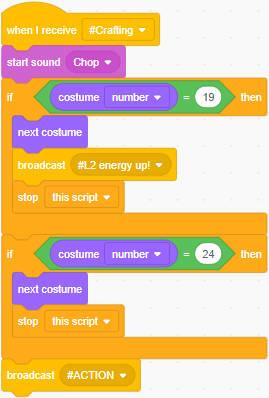 when I receive #Crafting
start sound Chop
if costume number = 19 then
next costume
broadcast #L2 energy up!
stop this script
if costume number = 24 then
next costume
stop this script
broadcast #ACTION